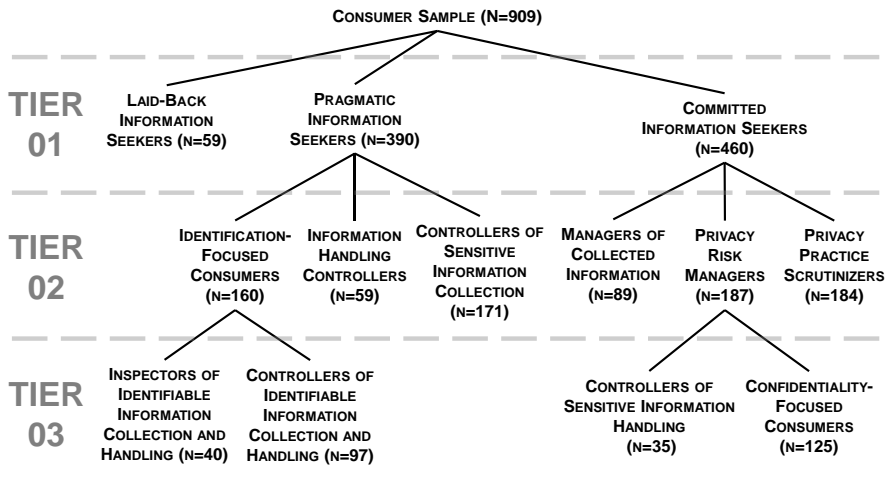 Consumer Sample (N=909)
TIER
01
Laid-Back
Information
Seekers (n=59)
Pragmatic
Information
Seekers (n=390)
Committed
Information Seekers
(n=460)
TIER
02
Identification-
Focused
Consumers
(n=160)
Information
Handling
Controllers
(n=59)
Controllers of
Sensitive
Information
Collection
(n=171)
Managers of
Collected
Information
(n=89)
Privacy
Risk
Managers
(n=187)
Privacy
Practice
Scrutinizers
(n=184)
TIER
03
Inspectors of
Identifiable
Information
Collection and
Handling (n=40)
Controllers of
Identifiable
Information
Collection and
Handling (n=97)
Controllers of
Sensitive Information
Handling
(n=35)
Confidentiality-
Focused
Consumers
(n=125)